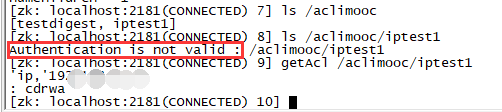 [zk: localhost:2181(CONNECTED) 7] ls /aclimooc
[testdigest, iptest1]
[zk: localhost:2181(CONNECTED) 8] ls /aclimooc/iptest1
Authentication is not valid : /aclimooc/iptest1
[zk: localhost:2181(CONNECTED) 9] getAcl /aclimooc/iptest1
'ip,'19
: cdrwa
[zk: localhost:2181(CONNECTED) 10]